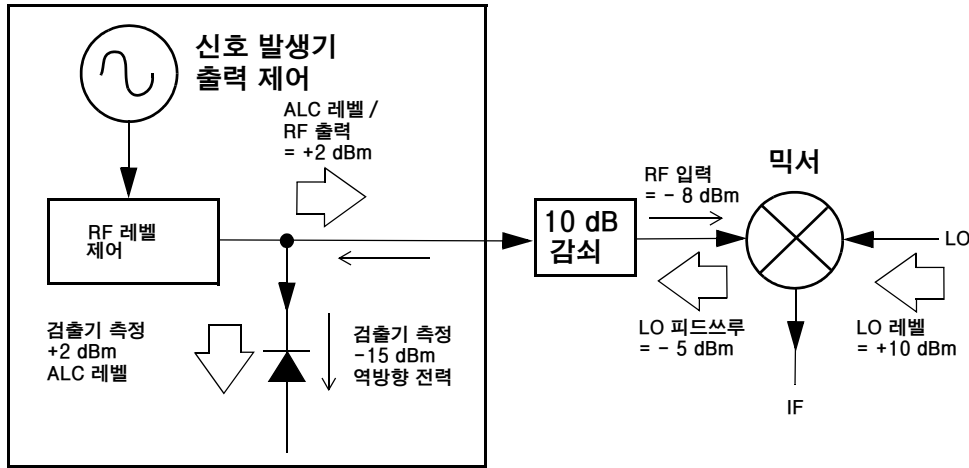 신호 발생기
출력 제어
ALC 레벨 /
RF 출력
= +2 dBm
RF 레벨
제어
검출기 측정
+2 dBm
ALC 레벨
검출기 측정
-15 dBm
역방향 전력
10 dB
감쇠
RF 입력
= - 8 dBm
믹서
LO
LO 피드쓰루
= - 5 dBm
LO 레벨
= +10 dBm
IF